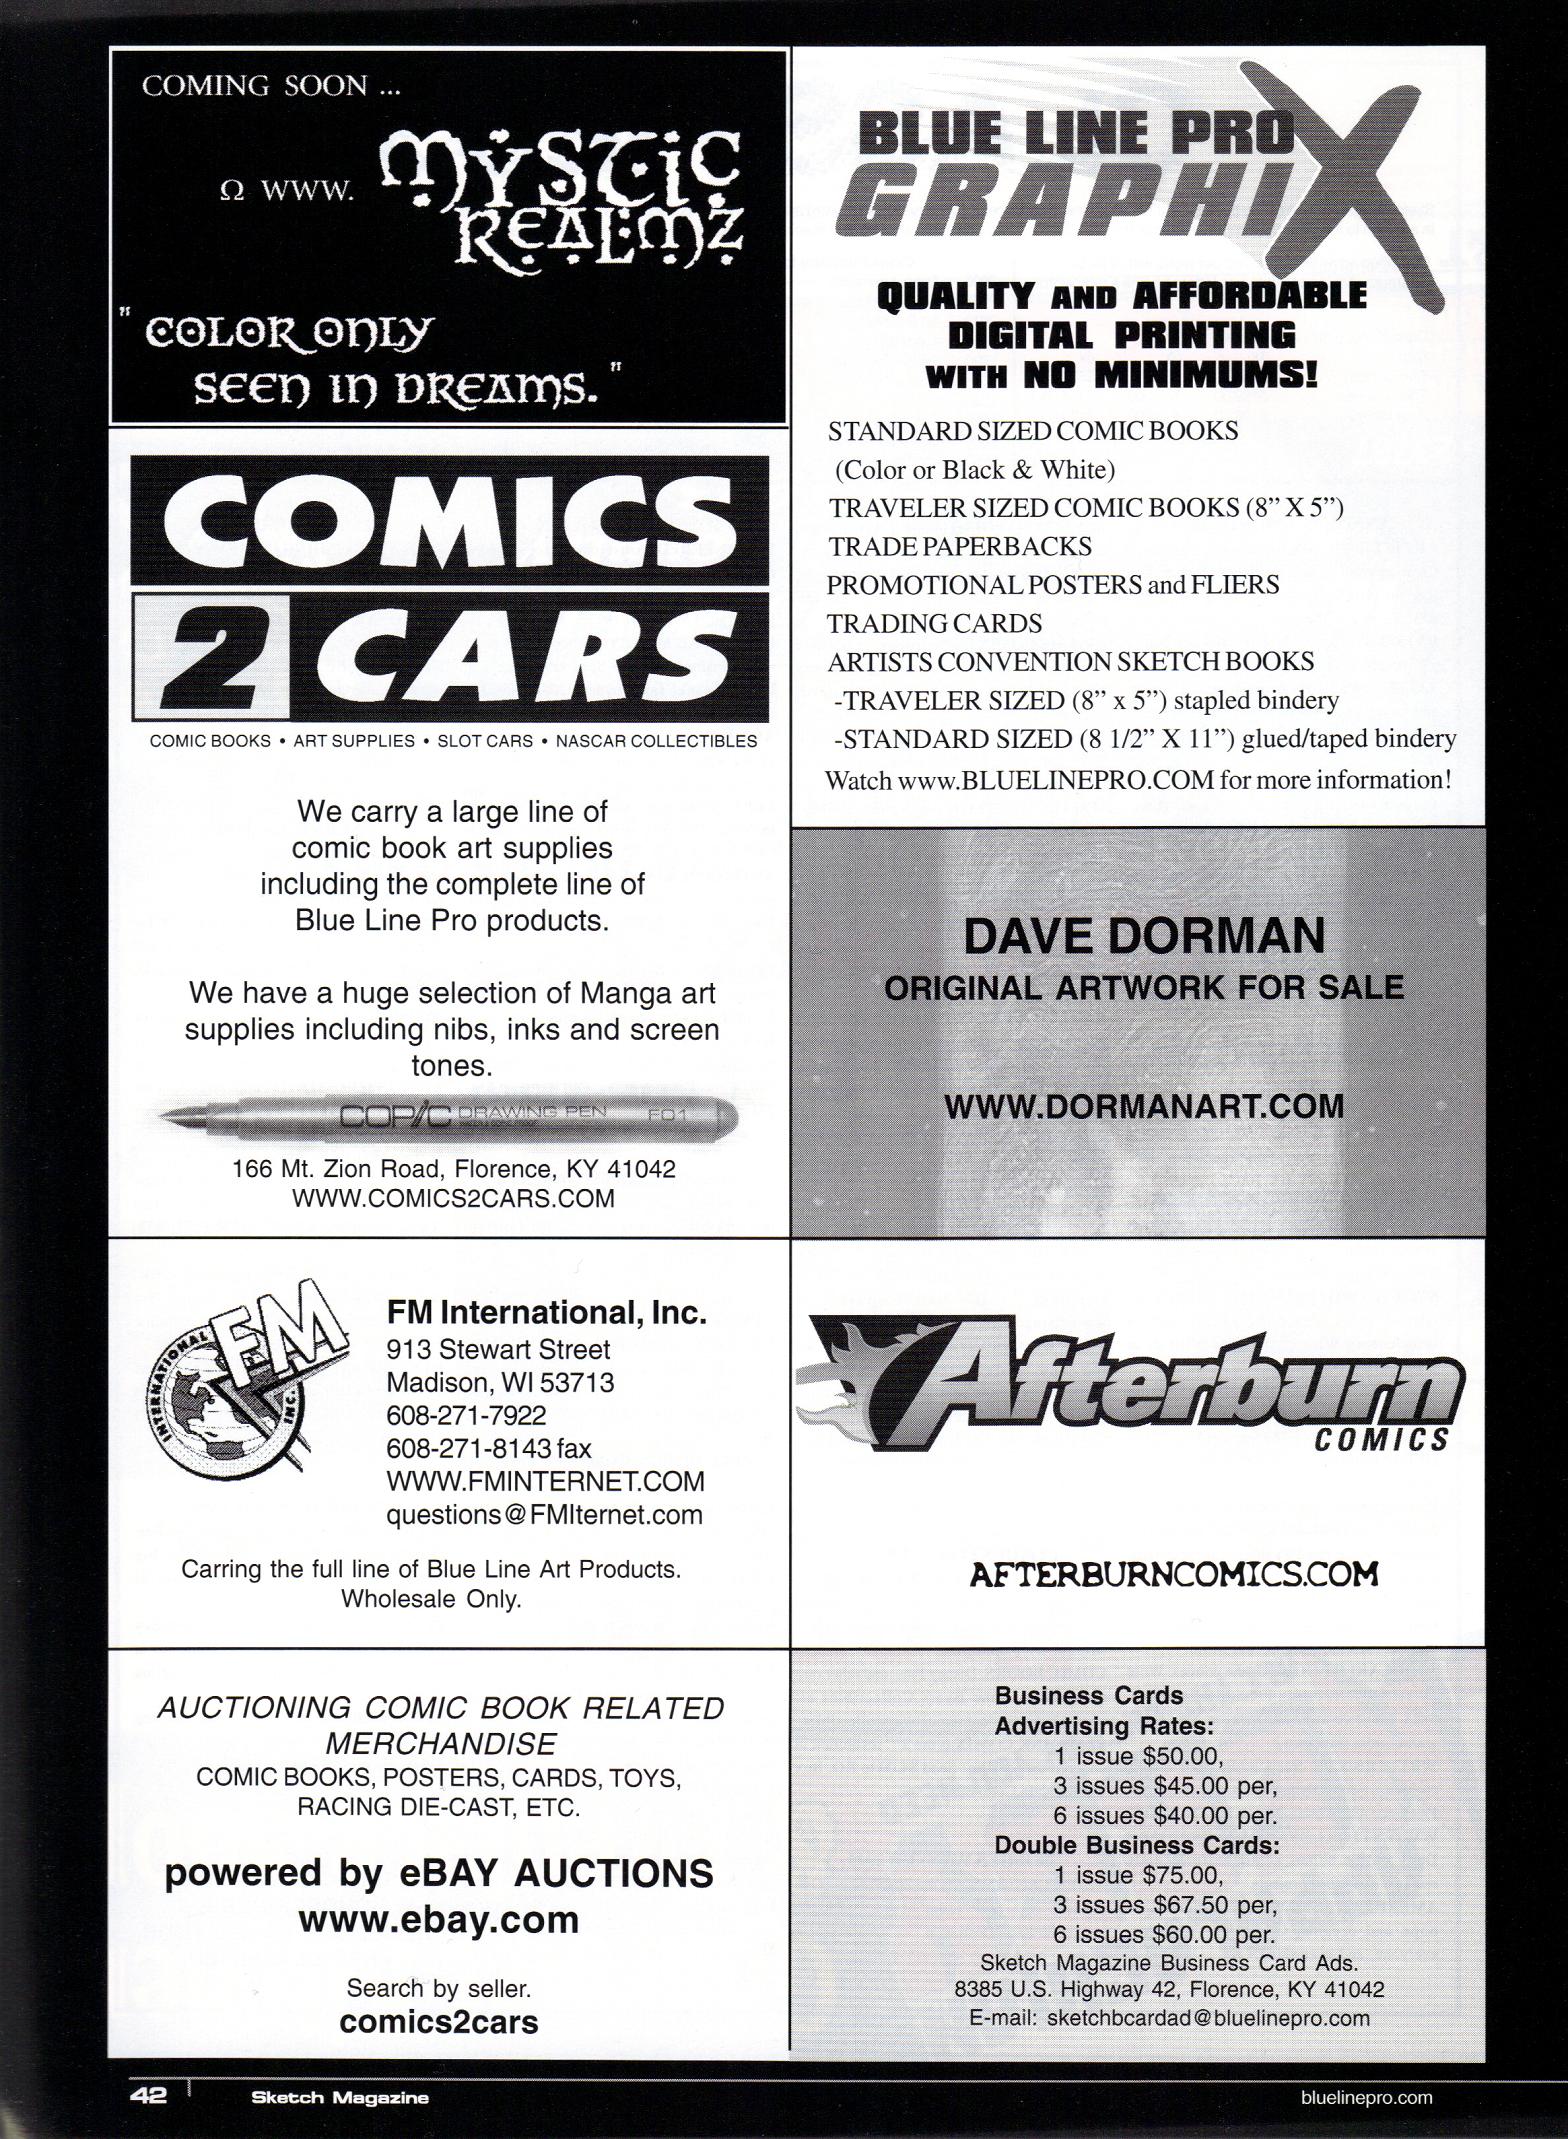 COMING SOON ...
Ω WWW.
MYSTIC
REALMZ
" COLOR ONLY
SEEN IN DREAMS. "
COMICS
2 CARS
COMIC BOOKS • ART SUPPLIES • SLOT CARS • NASCAR COLLECTIBLES
We carry a large line of
comic book art supplies
including the complete line of
Blue Line Pro products.
We have a huge selection of Manga art
supplies including nibs, inks and screen
tones.
COPIC DRAWING PEN F01
166 Mt. Zion Road, Florence, KY 41042
WWW.COMICS2CARS.COM
FM
INTERNATIONAL INC.
FM International, Inc.
913 Stewart Street
Madison, WI 53713
608-271-7922
608-271-8143 fax
WWW.FMINTERNET.COM
questions@FMIternet.com
Carring the full line of Blue Line Art Products.
Wholesale Only.
AUCTIONING COMIC BOOK RELATED
MERCHANDISE
COMIC BOOKS, POSTERS, CARDS, TOYS,
RACING DIE-CAST, ETC.
powered by eBAY AUCTIONS
www.ebay.com
Search by seller.
comics2cars
BLUE LINE PRO
GRAPHIX
QUALITY AND AFFORDABLE
DIGITAL PRINTING
WITH NO MINIMUMS!
STANDARD SIZED COMIC BOOKS
(Color or Black & White)
TRAVELER SIZED COMIC BOOKS (8” X 5”)
TRADE PAPERBACKS
PROMOTIONAL POSTERS and FLIERS
TRADING CARDS
ARTISTS CONVENTION SKETCH BOOKS
-TRAVELER SIZED (8” x 5”) stapled bindery
-STANDARD SIZED (8 1/2” X 11”) glued/taped bindery
Watch www.BLUELINEPRO.COM for more information!
DAVE DORMAN
ORIGINAL ARTWORK FOR SALE
WWW.DORMANART.COM
Afterburn
COMICS
AFTERBURNCOMICS.COM
Business Cards
Advertising Rates:
1 issue $50.00,
3 issues $45.00 per,
6 issues $40.00 per.
Double Business Cards:
1 issue $75.00,
3 issues $67.50 per,
6 issues $60.00 per.
Sketch Magazine Business Card Ads.
8385 U.S. Highway 42, Florence, KY 41042
E-mail: sketchbcardad@bluelinepro.com
42 Sketch Magazine bluelinepro.com